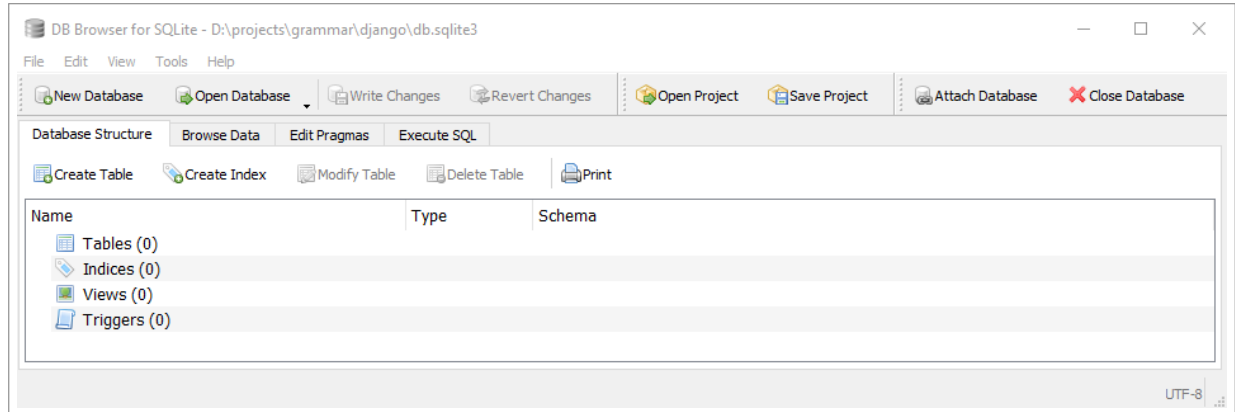 DB Browser for SQLite - D:\projects\grammar\django\db.sqlite3
File Edit View Tools Help
New Database Open Database Write Changes Revert Changes Open Project Save Project Attach Database Close Database
Database Structure Browse Data Edit Pragmas Execute SQL
Create Table Create Index Modify Table Delete Table Print
Name Type Schema
Tables (0)
Indices (0)
Views (0)
Triggers (0)
UTF-8